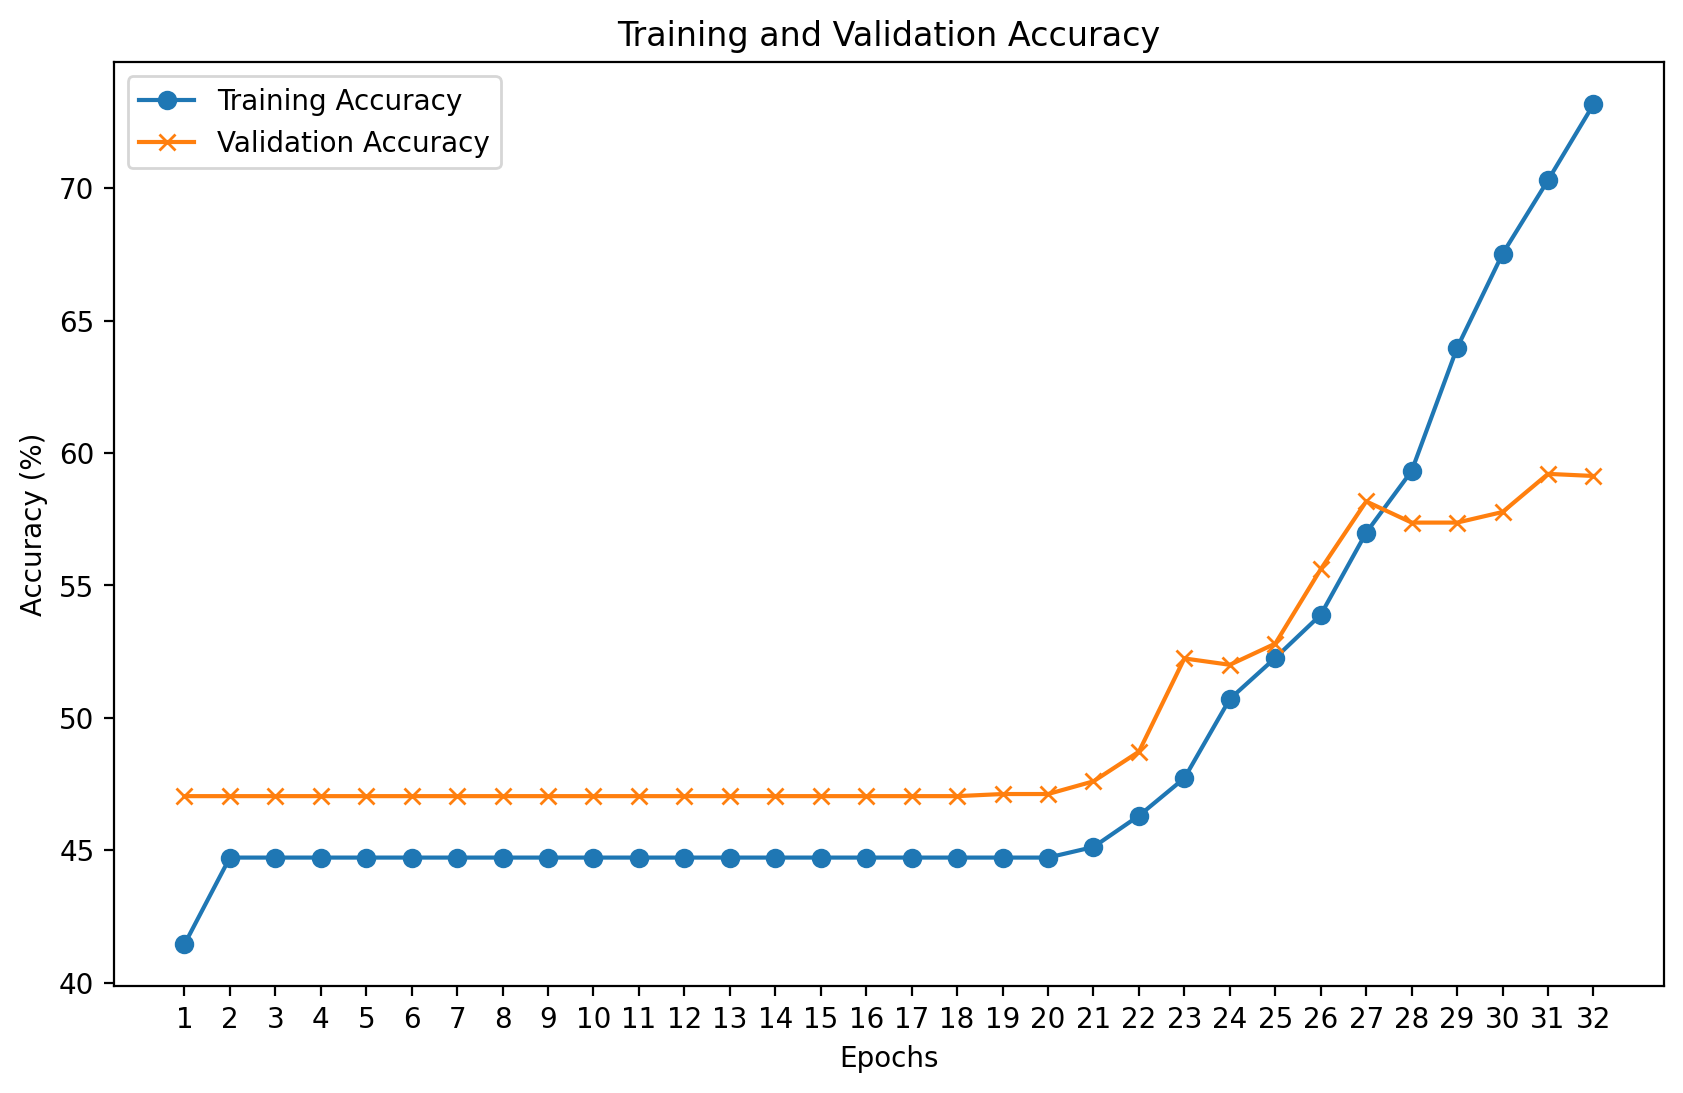 Training and Validation Accuracy
Training Accuracy
Validation Accuracy
70
65
60
55
50
45
40
Accuracy (%)
1 2 3 4 5 6 7 8 9 10 11 12 13 14 15 16 17 18 19 20 21 22 23 24 25 26 27 28 29 30 31 32
Epochs